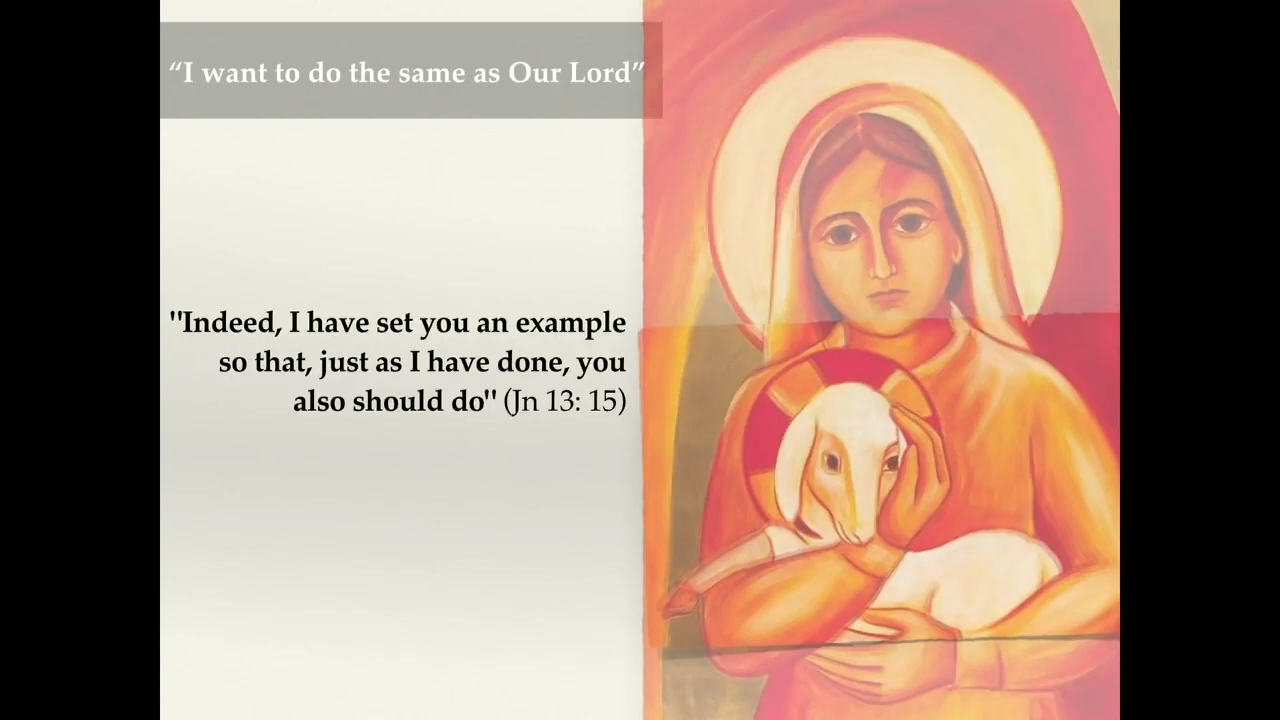 “I want to do the same as Our Lord”
"Indeed, I have set you an example
so that, just as I have done, you
also should do" (Jn 13: 15)